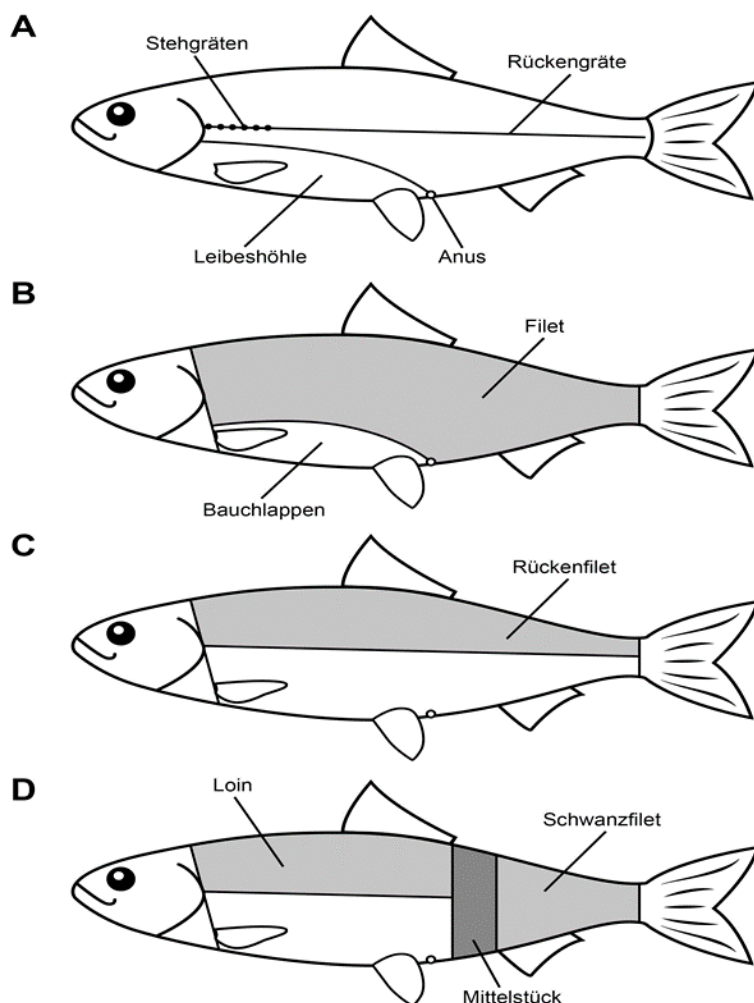 A
Stehgräten
Rückengräte
Leibeshöhle
Anus
B
Filet
Bauchlappen
C
Rückenfilet
D
Loin
Schwanzfilet
Mittelstück